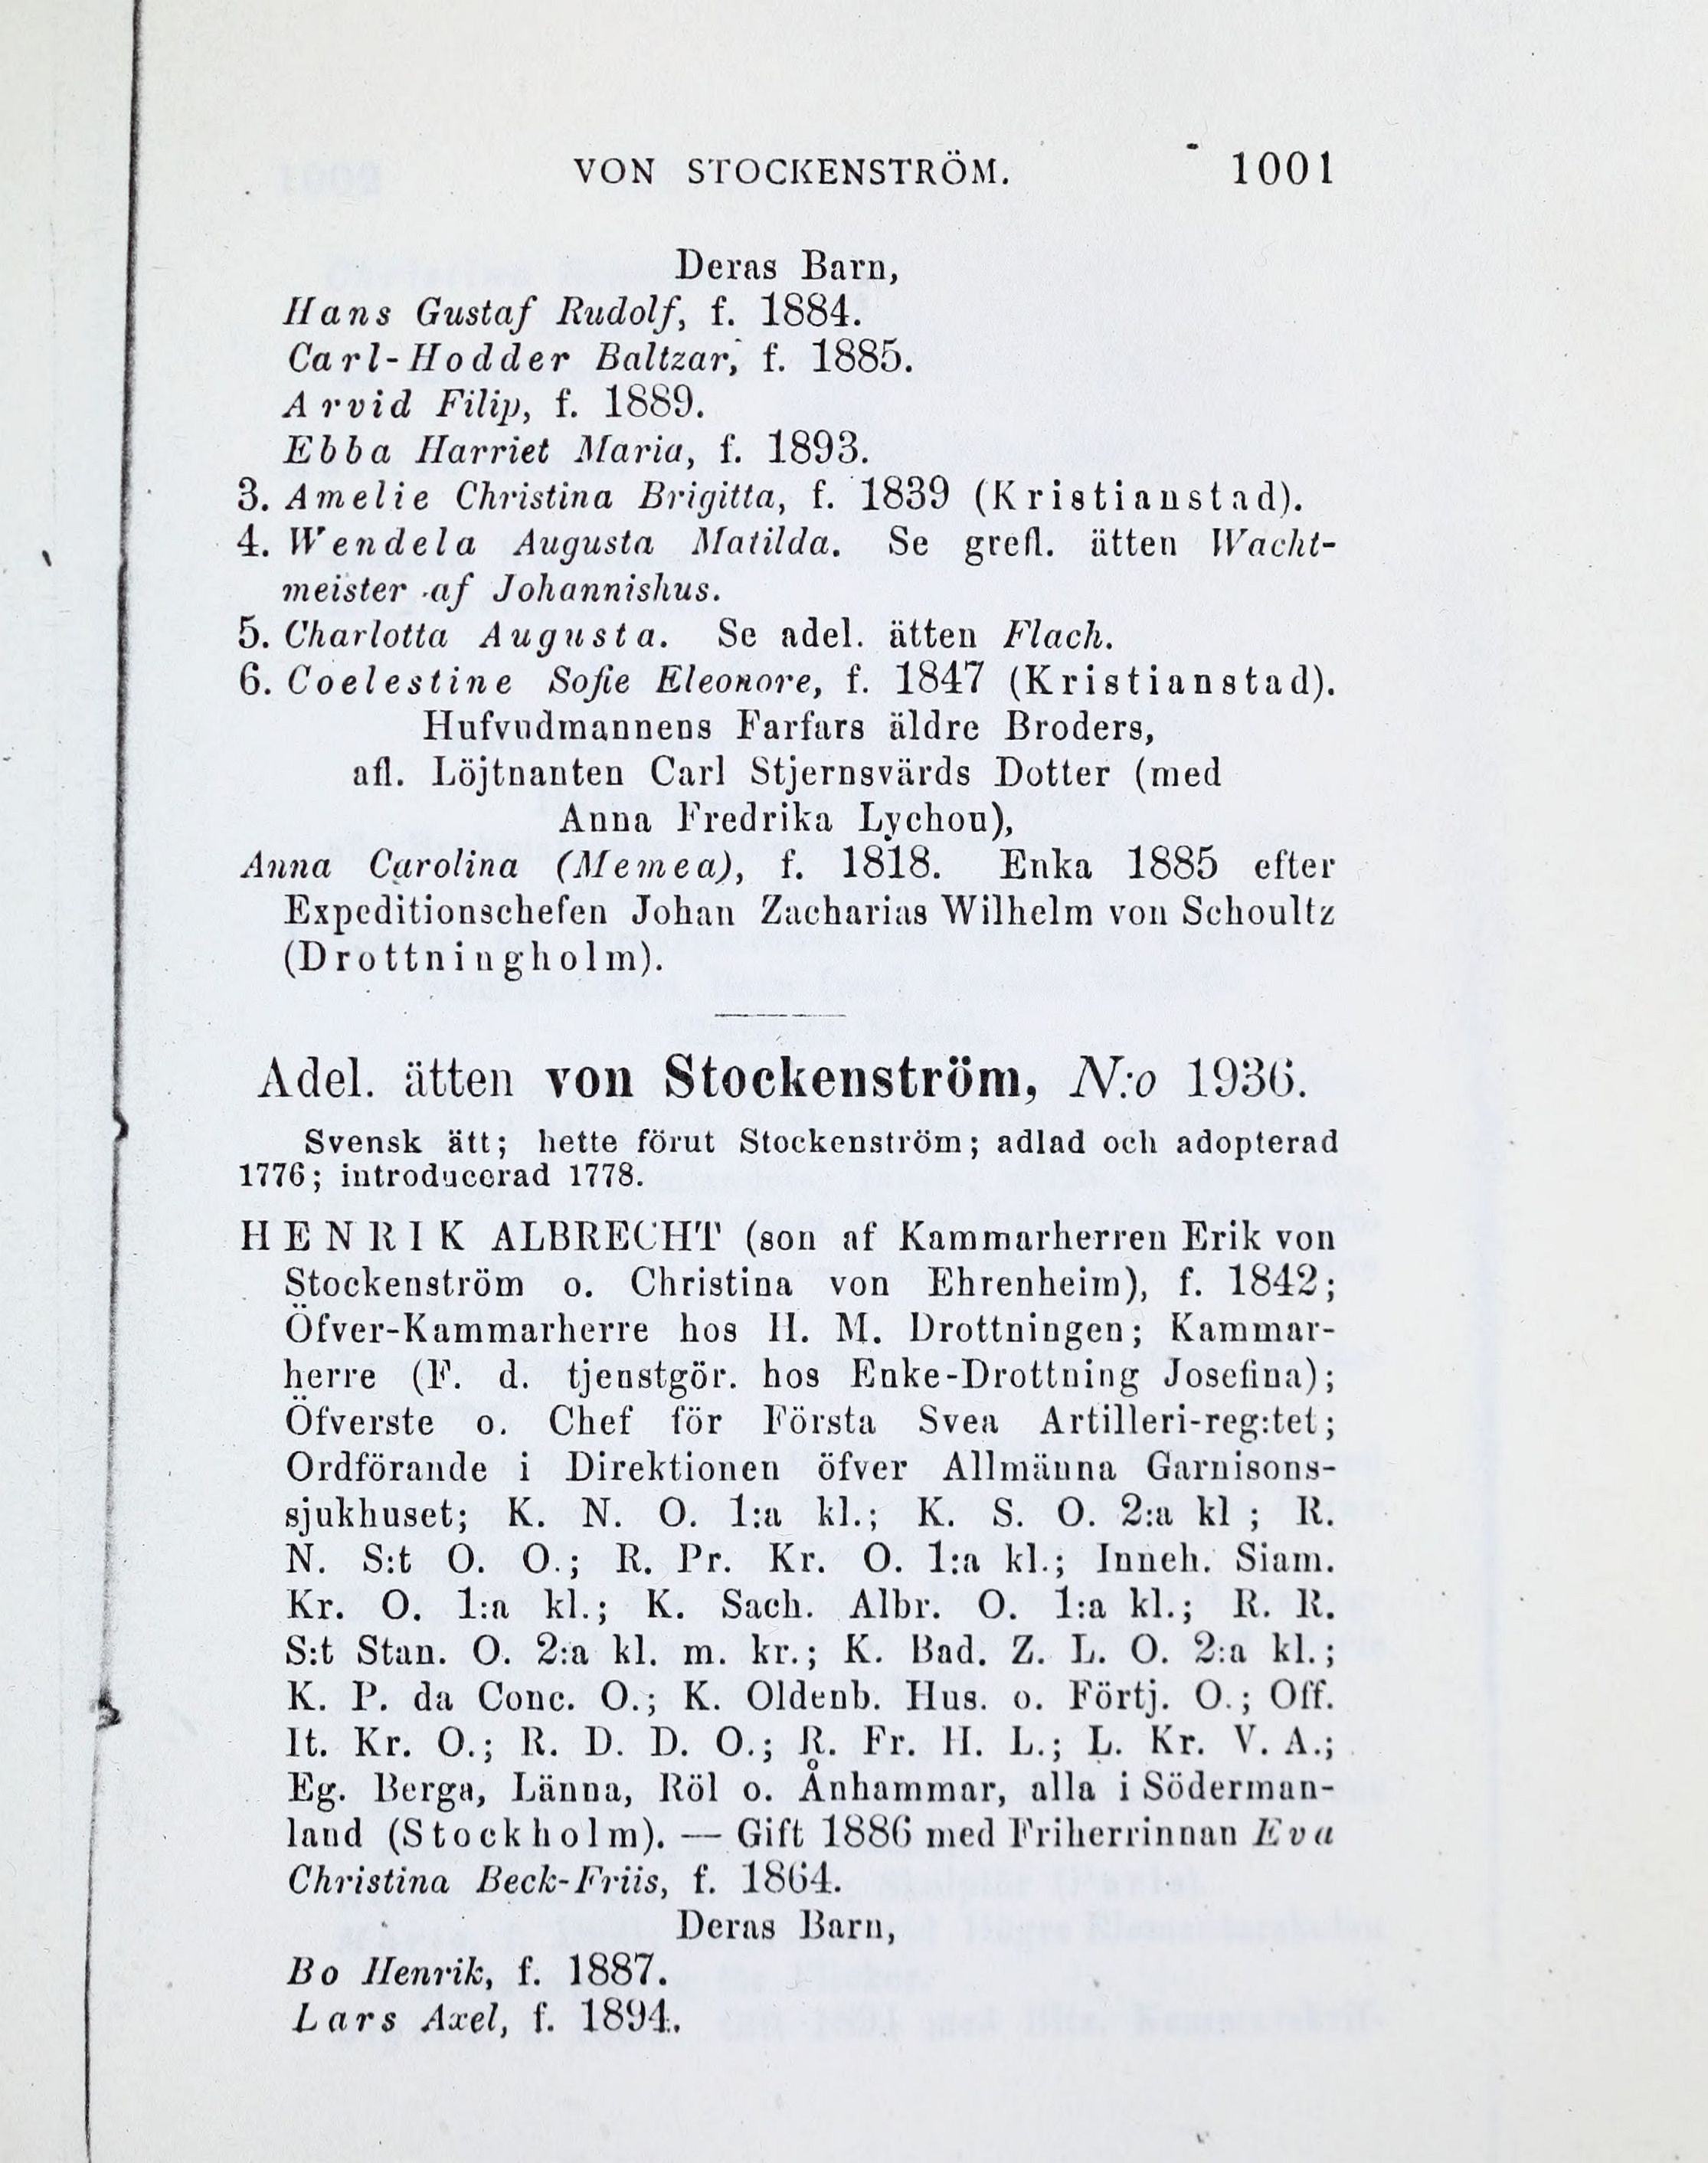 VON STOCKENSTRÖM. 1001
Deras Barn,
Hans Gustaf Rudolf, f. 1884.
Carl-Hodder Baltzar, f. 1885.
Arvid Filip, f. 1889.
Ebba Harriet Maria, f. 1893.
3. Amelie Christina Brigitta, f. 1839 (Kristianstad).
4. Wendela Augusta Matilda. Se grefl. ätten Wacht-
meister af Johannishus.
5. Charlotta Augusta. Se adel. ätten Flach.
6. Coelestine Sofie Eleonore, f. 1847 (Kristianstad).
Hufvudmannens Farfars äldre Broders,
afl. Löjtnanten Carl Stjernsvärds Dotter (med
Anna Fredrika Lychou),
Anna Carolina (Memea), f. 1818. Enka 1885 efter
Expeditionschefen Johan Zacharias Wilhelm von Schoultz
(Drottningholm).
Adel. ätten von Stockenström, N:o 1936.
Svensk ätt; hette förut Stockenström; adlad och adopterad
1776; introducerad 1778.
HENRIK ALBRECHT (son af Kammarherren Erik von
Stockenström o. Christina von Ehrenheim), f. 1842;
Öfver-Kammarherre hos H. M. Drottningen; Kammar-
herre (F. d. tjenstgör. hos Enke-Drottning Josefina);
Öfverste o. Chef för Första Svea Artilleri-reg:tet;
Ordförande i Direktionen öfver Allmänna Garnisons-
sjukhuset; K. N. O. 1:a kl.; K. S. O. 2:a kl ; R.
N. S:t O. O.; R. Pr. Kr. O. 1:a kl.; Inneh. Siam.
Kr. O. 1:a kl.; K. Sach. Albr. O. 1:a kl.; R. R.
S:t Stan. O. 2:a kl. m. kr.; K. Bad. Z. L. O. 2:a kl.;
K. P. da Conc. O.; K. Oldenb. Hus. o. Förtj. O.; Off.
It. Kr. O.; R. D. D. O.; R. Fr. H. L.; L. Kr. V. A.;
Eg. Berga, Länna, Röl o. Ånhammar, alla i Söderman-
land (Stockholm). — Gift 1886 med Friherrinnan Eva
Christina Beck-Friis, f. 1864.
Deras Barn,
Bo Henrik, f. 1887.
Lars Axel, f. 1894.